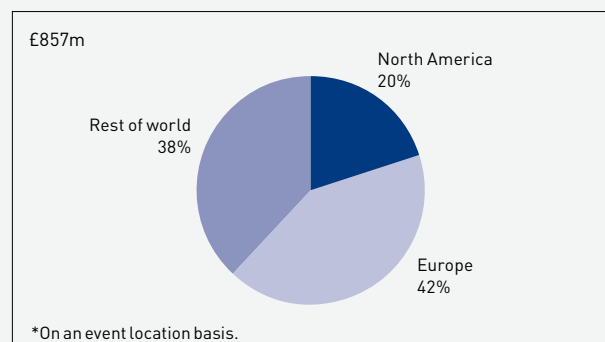 £857m
North America
20%
Rest of world
38%
Europe
42%
*On an event location basis.